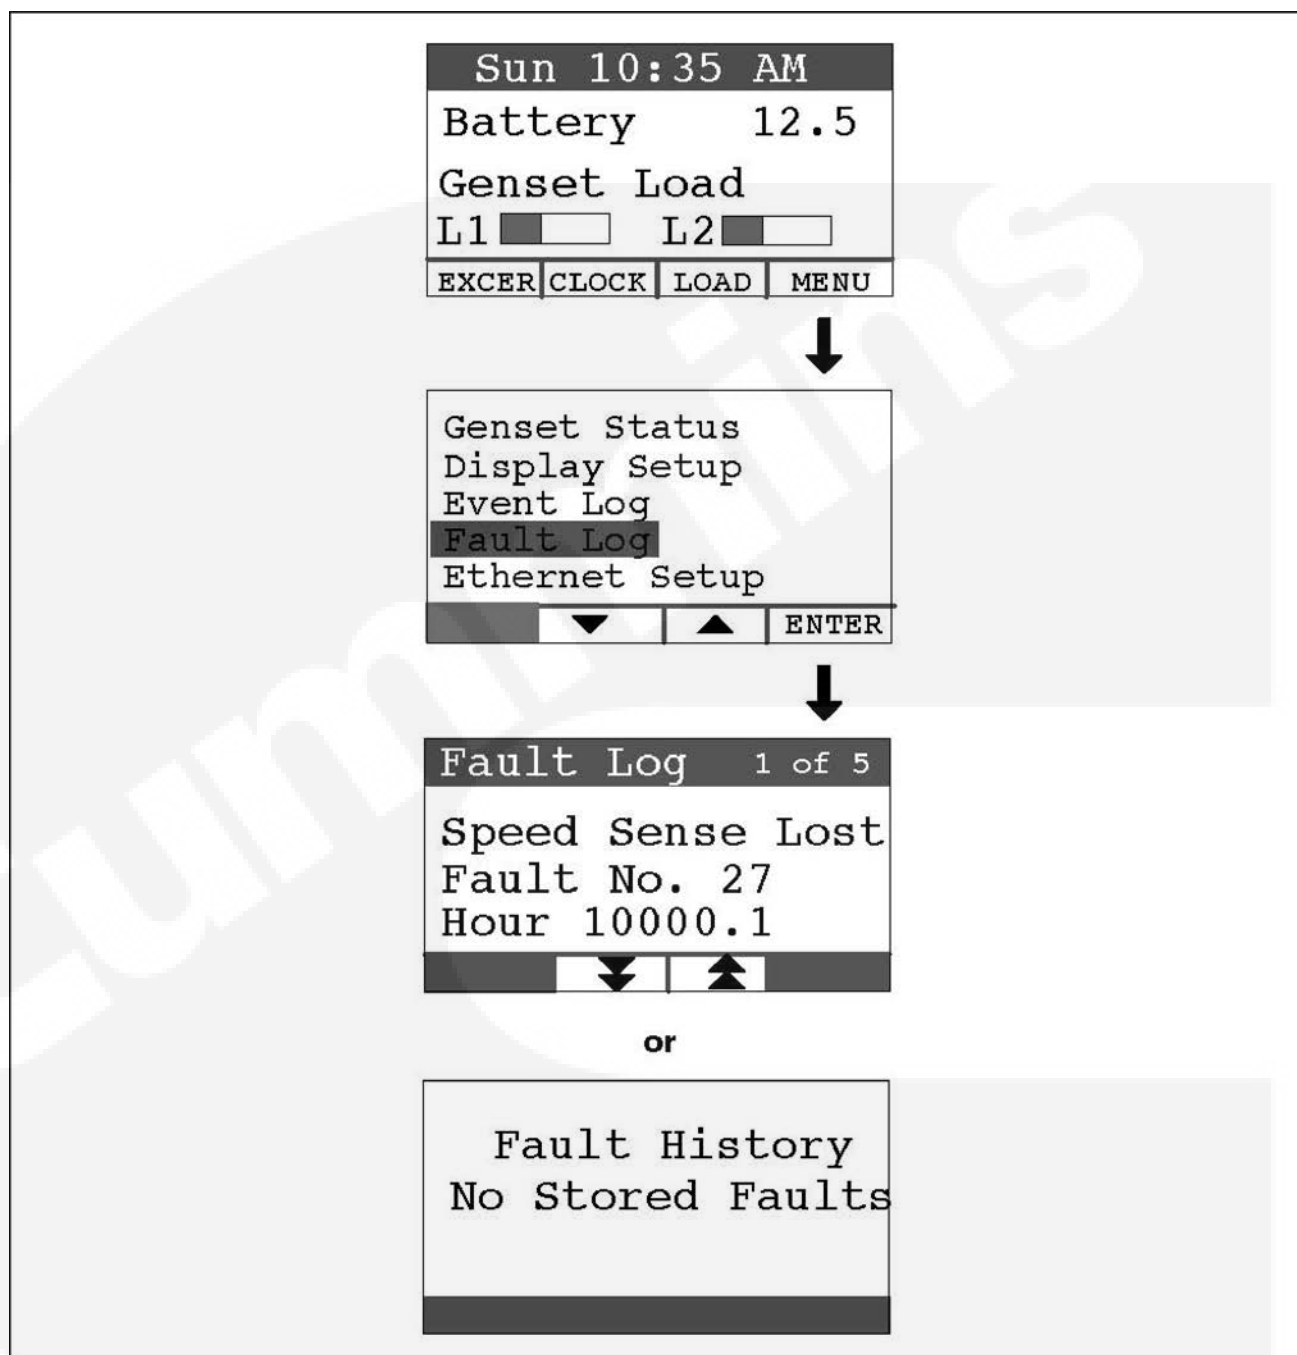 Sun 10:35 AM
Battery 12.5
Genset Load
L1 L2
EXCER CLOCK LOAD MENU
Genset Status
Display Setup
Event Log
Fault Log
Ethernet Setup
ENTER
Fault Log 1 of 5
Speed Sense Lost
Fault No. 27
Hour 10000.1
or
Fault History
No Stored Faults
Cummins